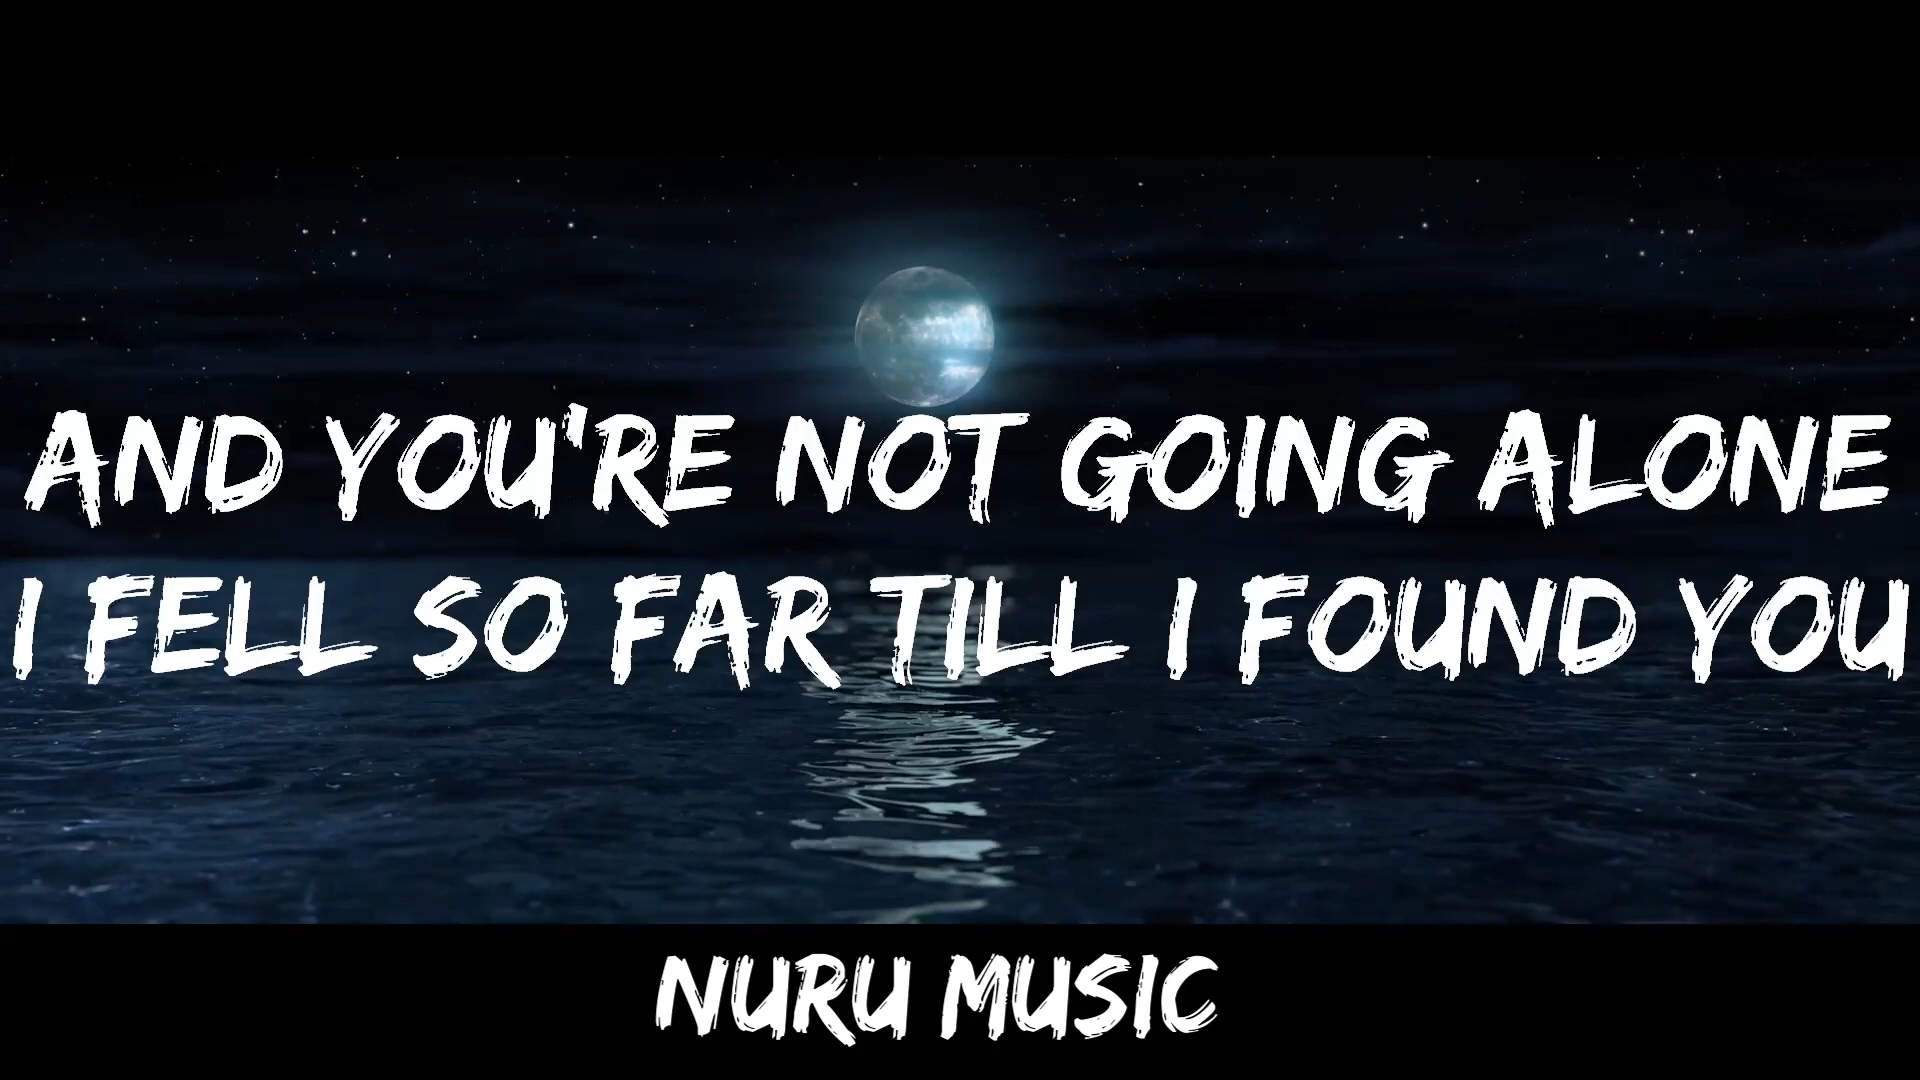 AND YOU'RE NOT GOING ALONE
I FELL SO FAR TILL I FOUND YOU
NURU MUSIC